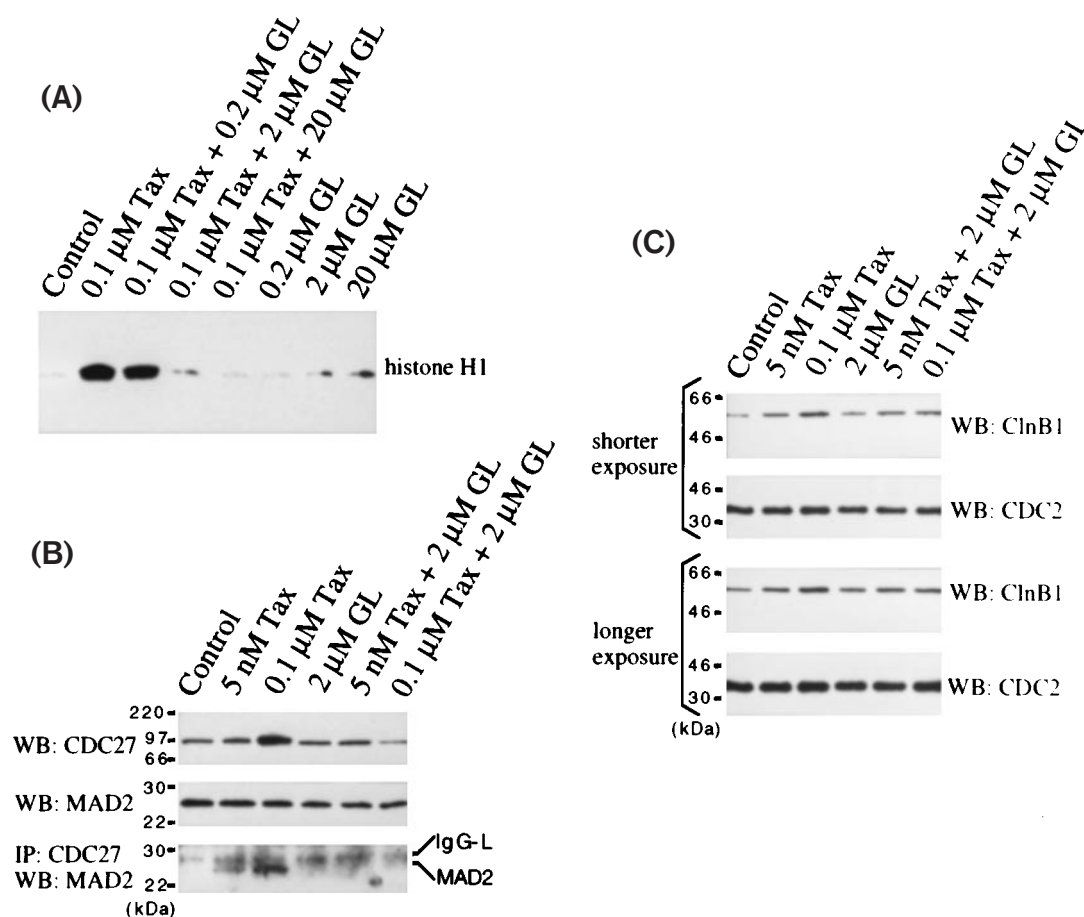 (A)
Control
0.1 µM Tax
0.1 µM Tax + 0.2 µM GL
0.1 µM Tax + 2 µM GL
0.1 µM Tax + 20 µM GL
0.2 µM GL
2 µM GL
20 µM GL
histone H1
(B)
Control
5 nM Tax
0.1 µM Tax
2 µM GL
5 nM Tax + 2 µM GL
0.1 µM Tax + 2 µM GL
220
WB: CDC27 97
66
30
WB: MAD2
22
IP: CDC27 30
WB: MAD2 22
IgG-L
MAD2
(kDa)
(C)
Control
5 nM Tax
0.1 µM Tax
2 µM GL
5 nM Tax + 2 µM GL
0.1 µM Tax + 2 µM GL
shorter
exposure
66
46
WB: ClnB1
46
30
WB: CDC2
longer
exposure
66
46
WB: ClnB1
46
30
WB: CDC2
(kDa)